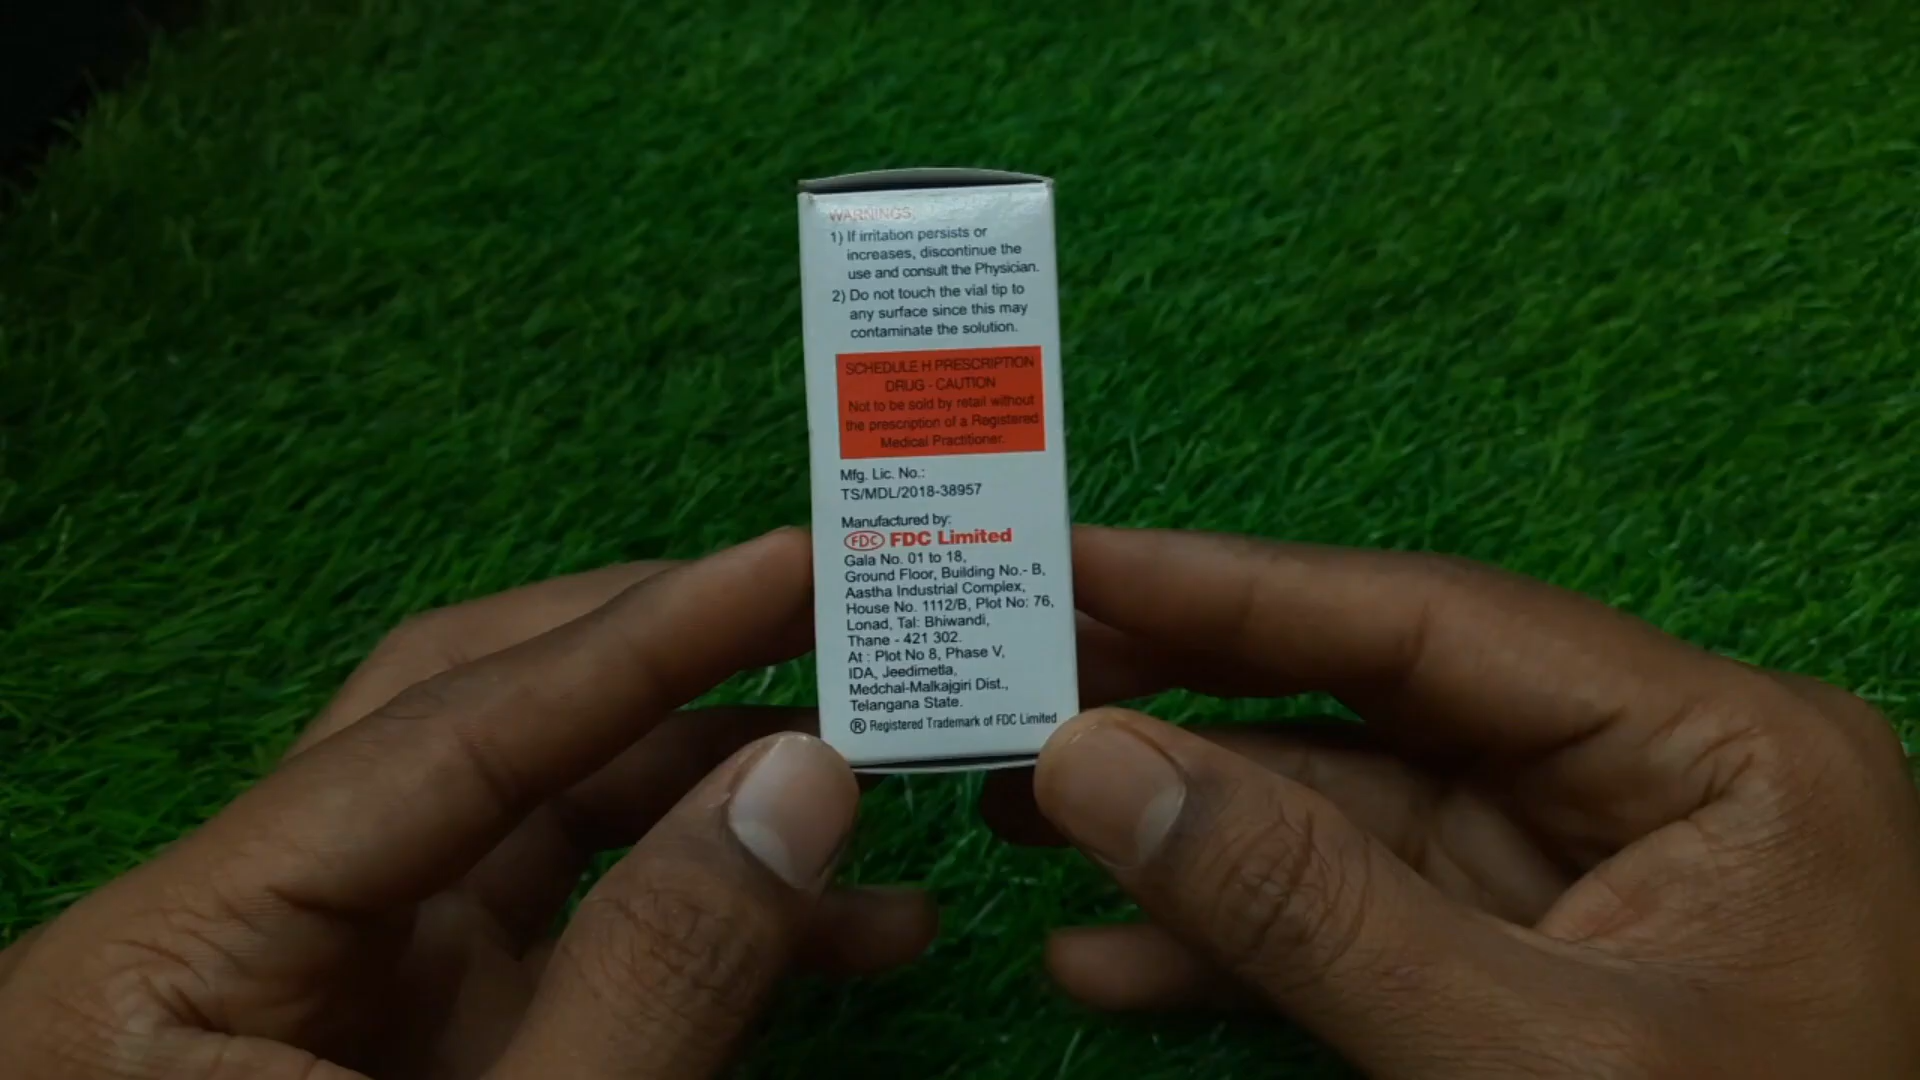 WARNINGS:
1) If irritation persists or
increases, discontinue the
use and consult the Physician.
2) Do not touch the vial tip to
any surface since this may
contaminate the solution.
SCHEDULE H PRESCRIPTION
DRUG - CAUTION
Not to be sold by retail without
the prescription of a Registered
Medical Practitioner.
Mfg. Lic. No.:
TS/MDL/2018-38957
Manufactured by:
FDC FDC Limited
Gala No. 01 to 18,
Ground Floor, Building No.- B,
Aastha Industrial Complex,
House No. 1112/B, Plot No: 76,
Lonad, Tal: Bhiwandi,
Thane - 421 302.
At : Plot No 8, Phase V,
IDA, Jeedimetla,
Medchal-Malkajgiri Dist.,
Telangana State.
® Registered Trademark of FDC Limited